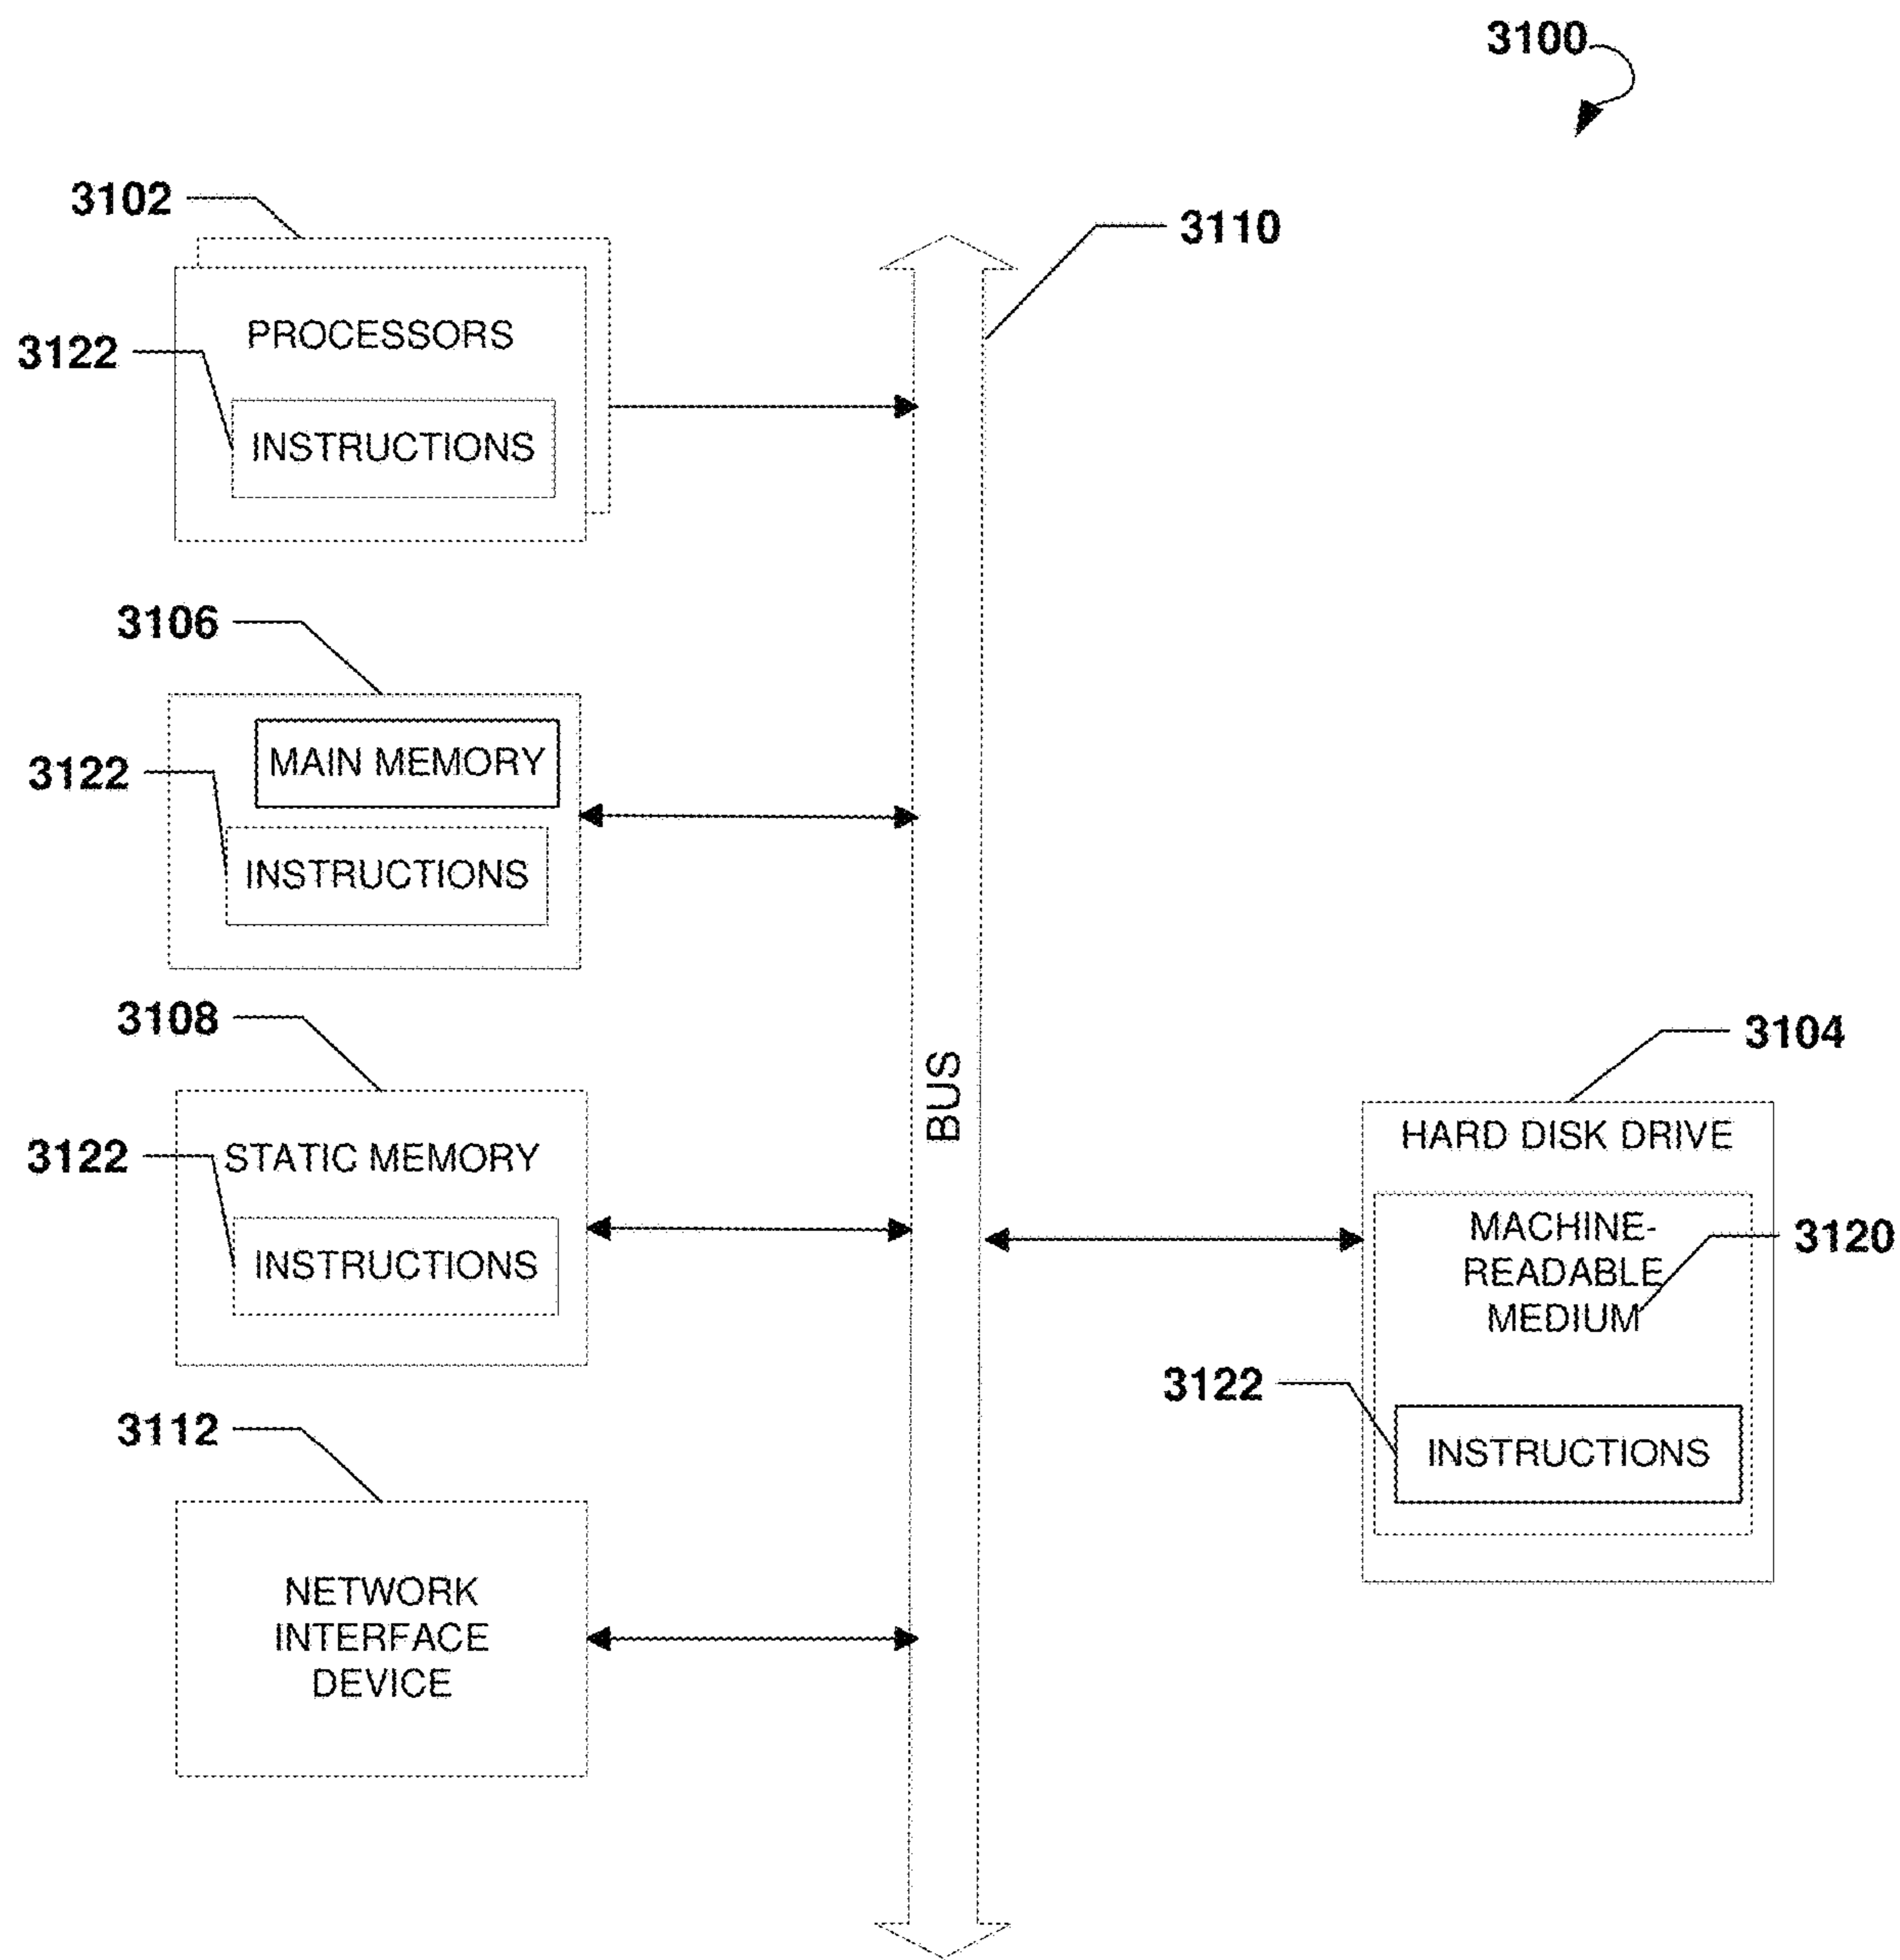 3100
3102
3110
PROCESSORS
3122
INSTRUCTIONS
3106
MAIN MEMORY
3122
INSTRUCTIONS
3108
3104
BUS
HARD DISK DRIVE
3122
STATIC MEMORY
MACHINE-
READABLE
MEDIUM
3120
INSTRUCTIONS
3122
3112
INSTRUCTIONS
NETWORK
INTERFACE
DEVICE